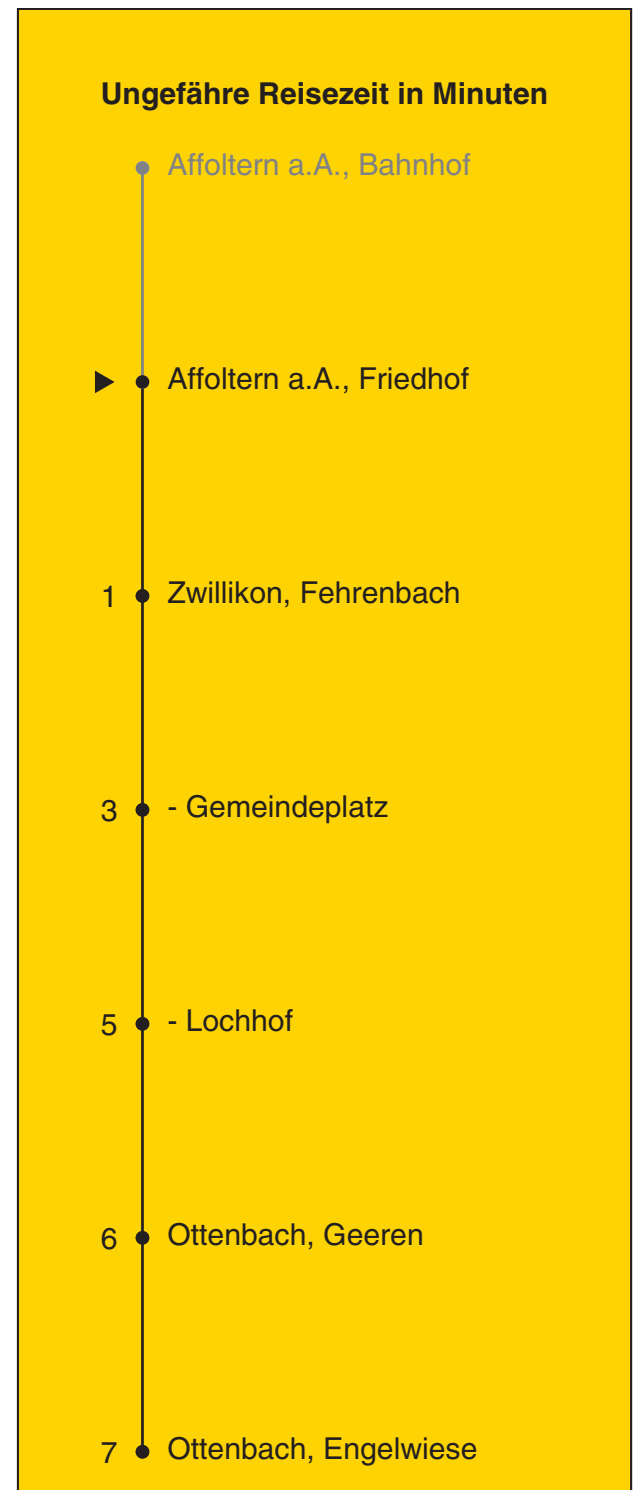 Ungefähre Reisezeit in Minuten
Affoltern a.A., Bahnhof
Affoltern a.A., Friedhof
1 Zwillikon, Fehrenbach
3 - Gemeindeplatz
5 - Lochhof
6 Ottenbach, Geeren
7 Ottenbach, Engelwiese